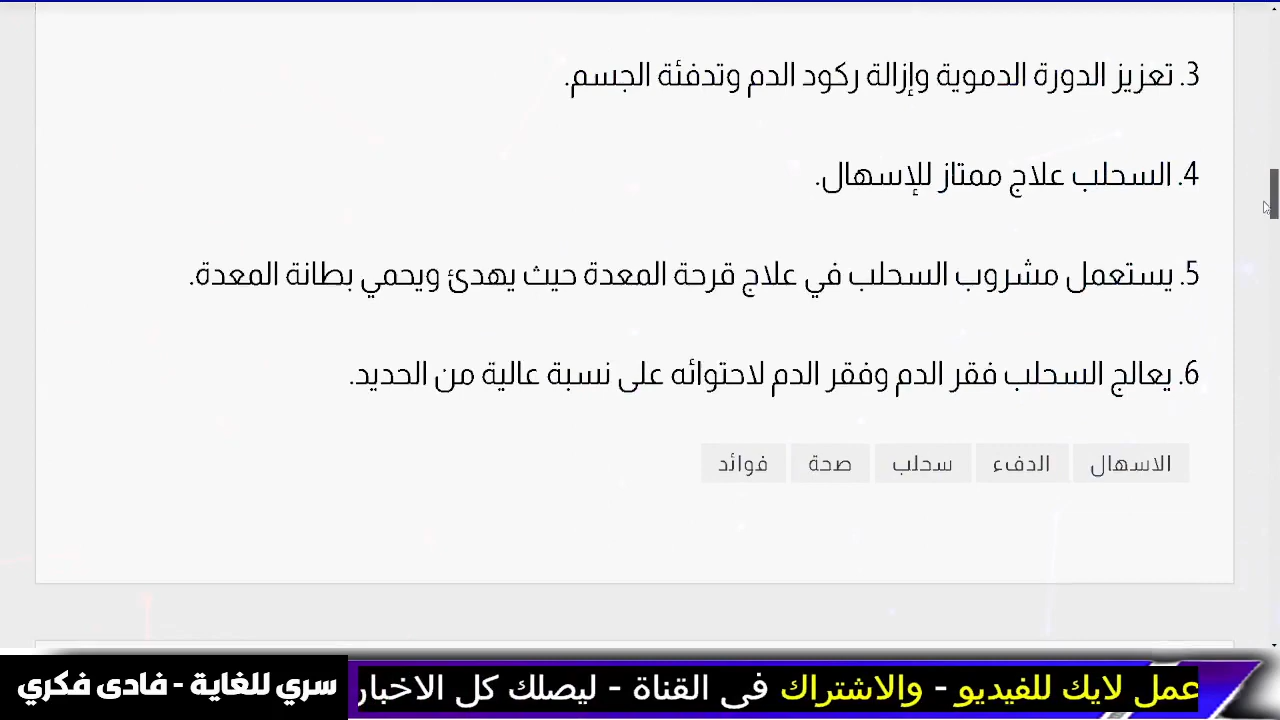 3. تعزيز الدورة الدموية وإزالة ركود الدم وتدفئة الجسم.
4. السحلب علاج ممتاز للإسهال.
5. يستعمل مشروب السحلب في علاج قرحة المعدة حيث يهدئ ويحمي بطانة المعدة.
6. يعالج السحلب فقر الدم وفقر الدم لاحتوائه على نسبة عالية من الحديد.
الاسهال الدفء سحلب صحة فوائد
عمل لايك للفيديو - والاشتراك فى القناة - ليصلك كل الاخبار
سري للغاية - فادى فكري